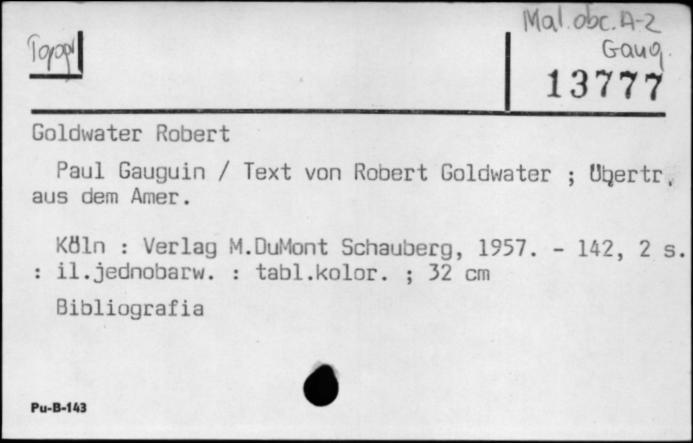 Mal.obc. A-Z
Gaug.
Topogr
13777
Goldwater Robert
Paul Gauguin / Text von Robert Goldwater ; Übertr.
aus dem Amer.
Köln : Verlag M.DuMont Schauberg, 1957. - 142, 2 s.
: il.jednobarw. : tabl.kolor. ; 32 cm
Bibliografia
Pu-B-143